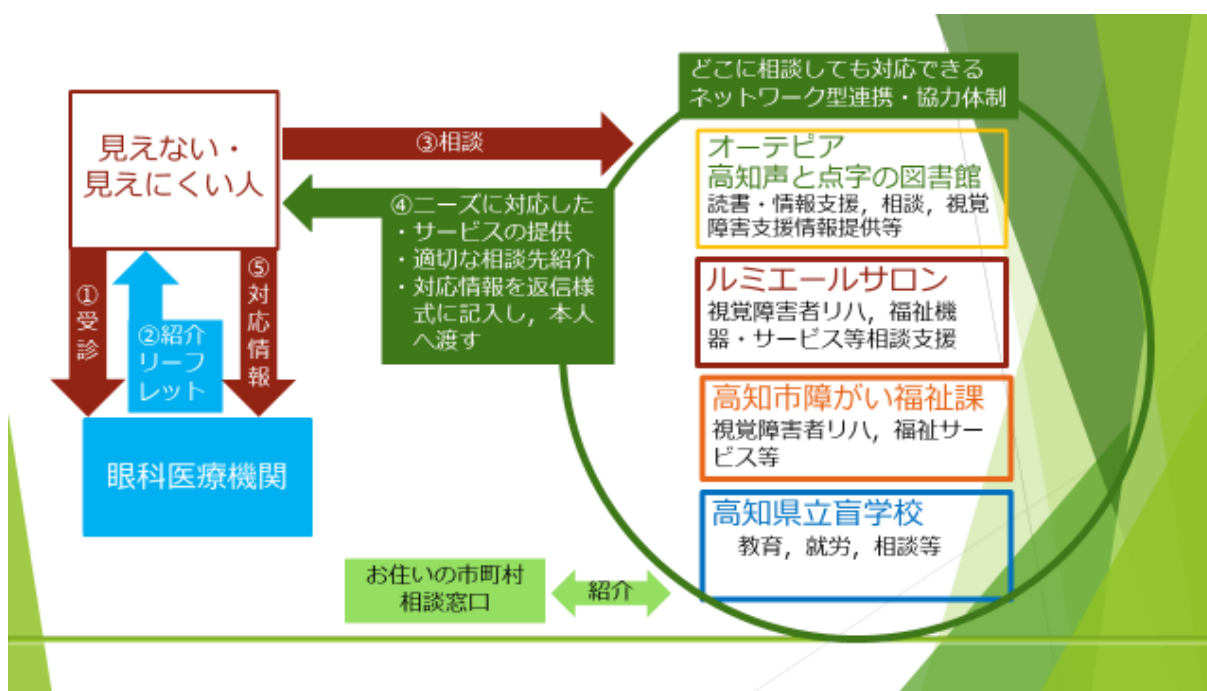 どこに相談しても対応できる
ネットワーク型連携・協力体制
見えない・
見えにくい人
③相談
④ニーズに対応した
・サービスの提供
・適切な相談先紹介
・対応情報を返信様
式に記入し，本人
へ渡す
①受診
②紹介
リーフ
レット
⑤対応情報
眼科医療機関
オーテピア
高知声と点字の図書館
読書・情報支援，相談，視覚
障害支援情報提供等
ルミエールサロン
視覚障害者リハ，福祉機
器・サービス等相談支援
高知市障がい福祉課
視覚障害者リハ，福祉サー
ビス等
高知県立盲学校
教育，就労，相談等
お住いの市町村
相談窓口
紹介